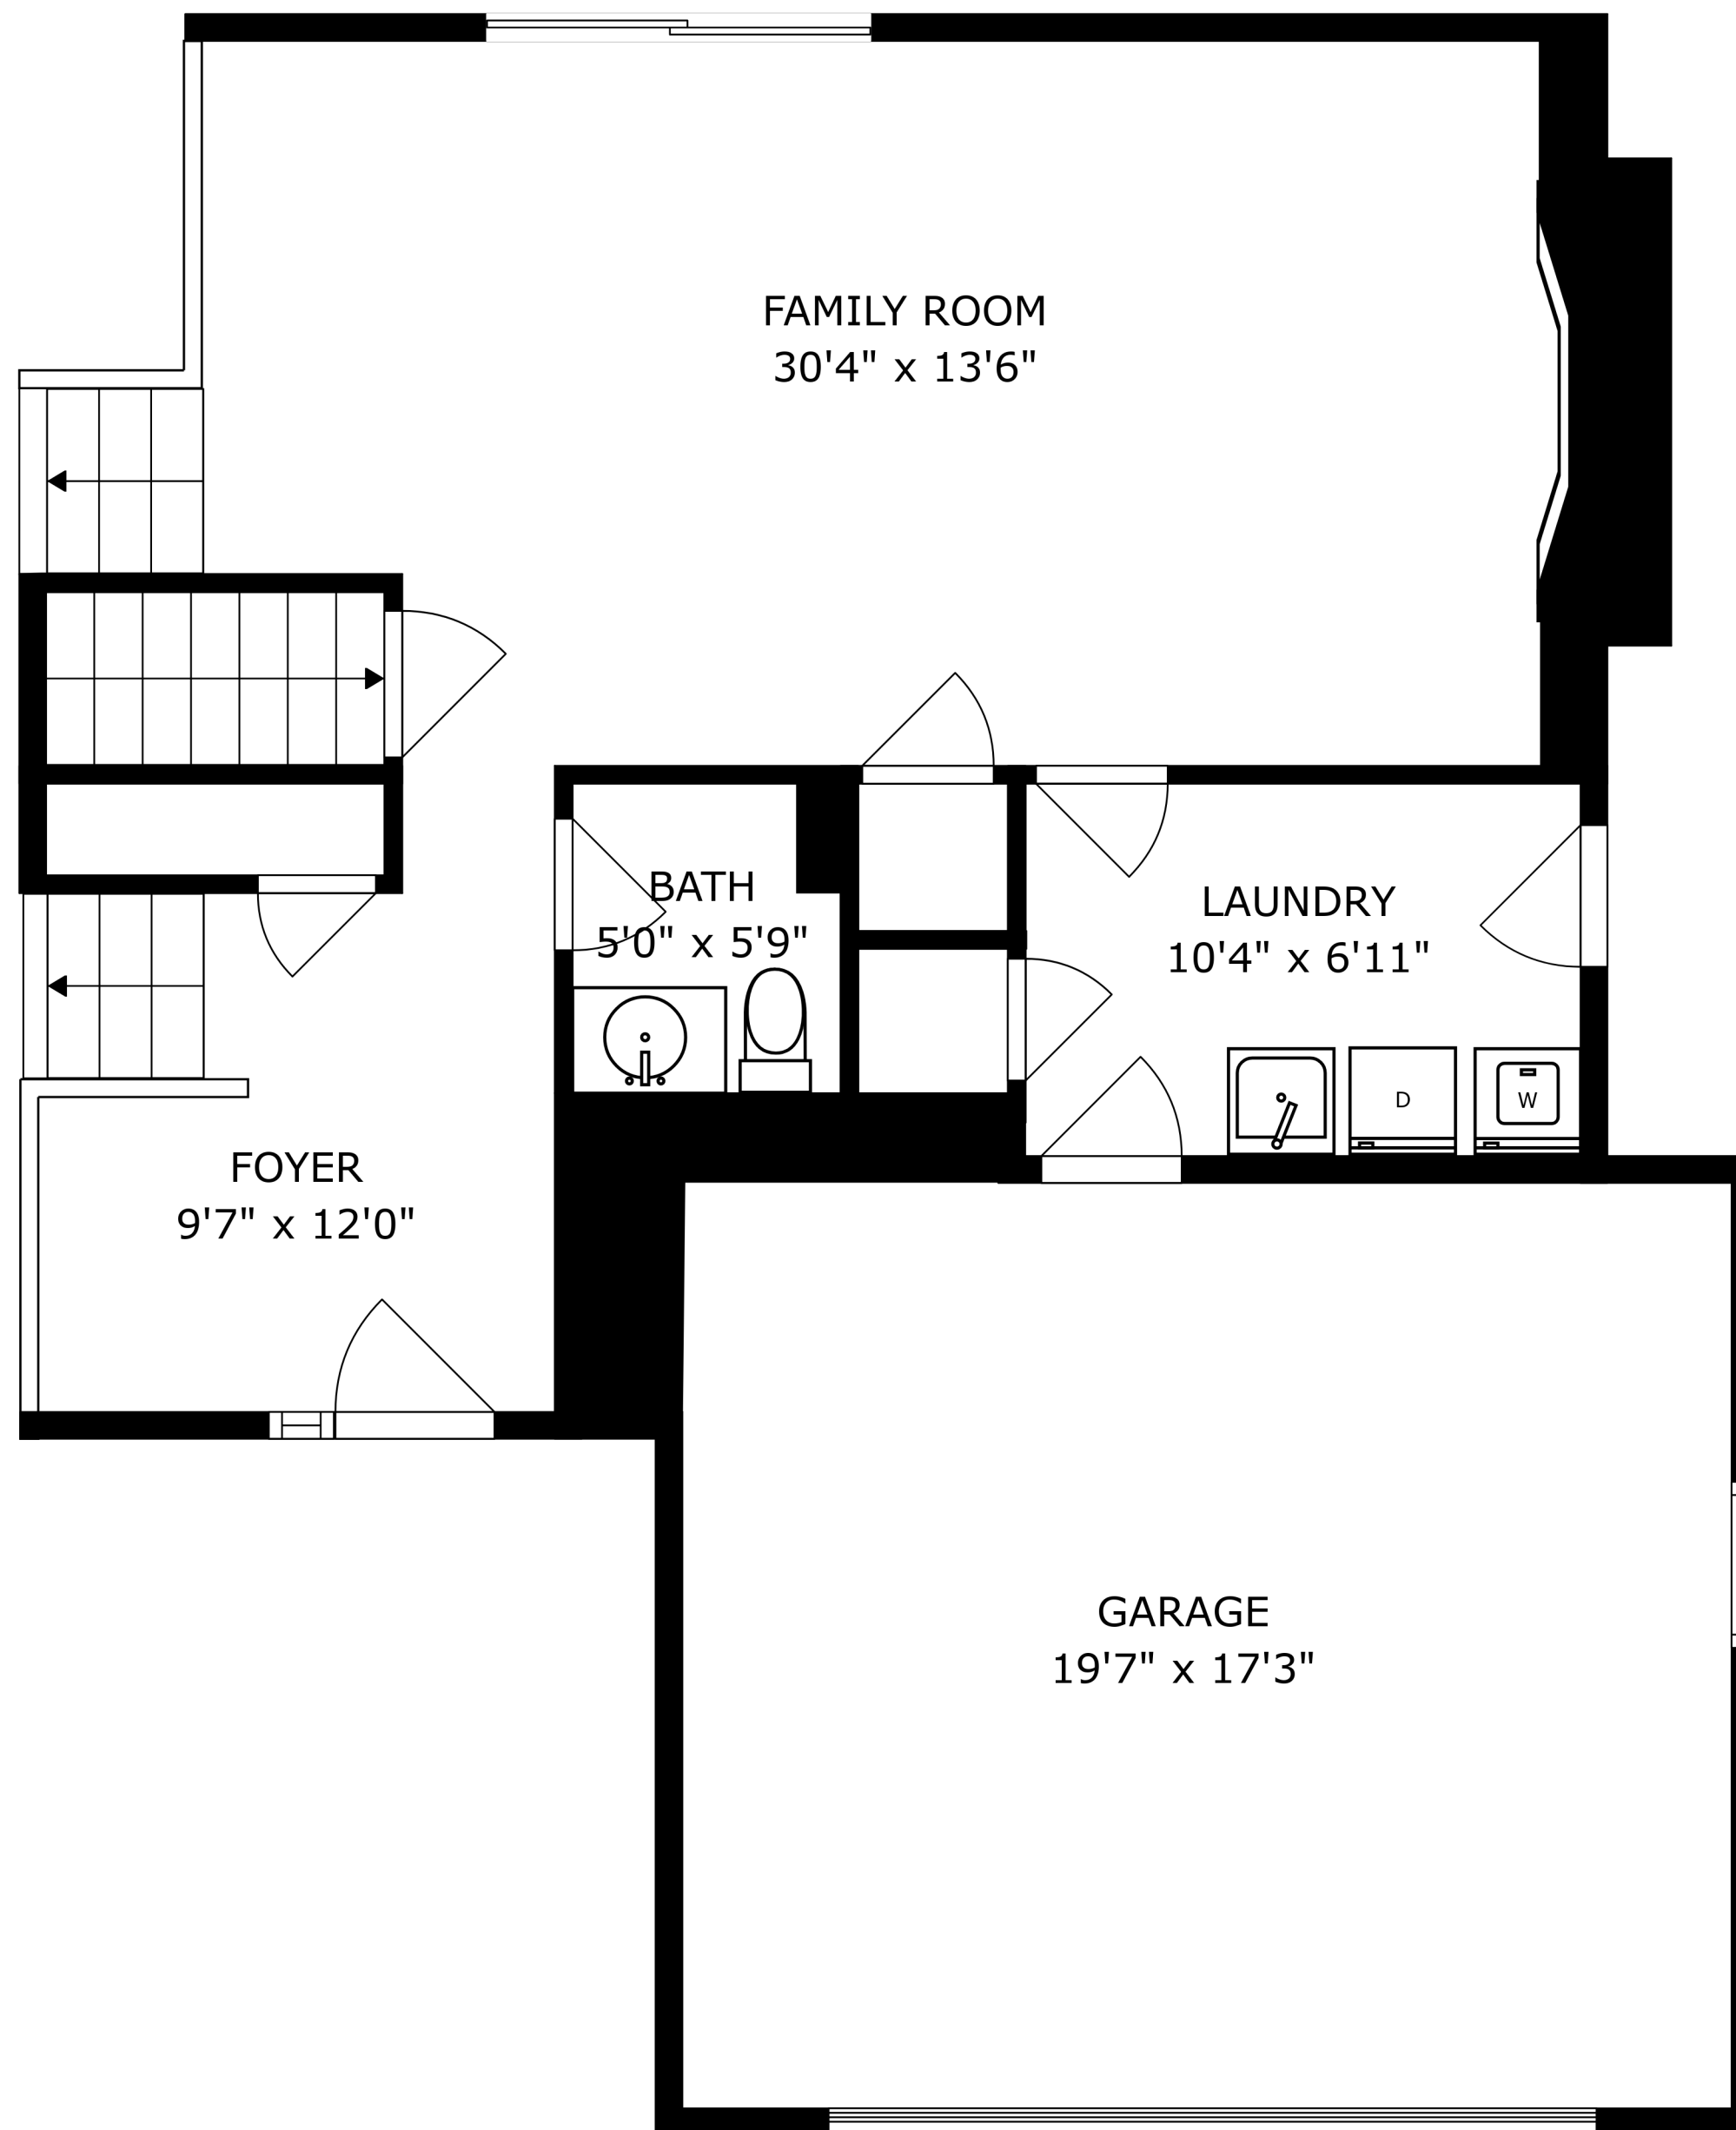 FAMILY ROOM
30'4" x 13'6"
BATH
5'0" x 5'9"
LAUNDRY
10'4" x 6'11"
D
W
FOYER
9'7" x 12'0"
GARAGE
19'7" x 17'3"